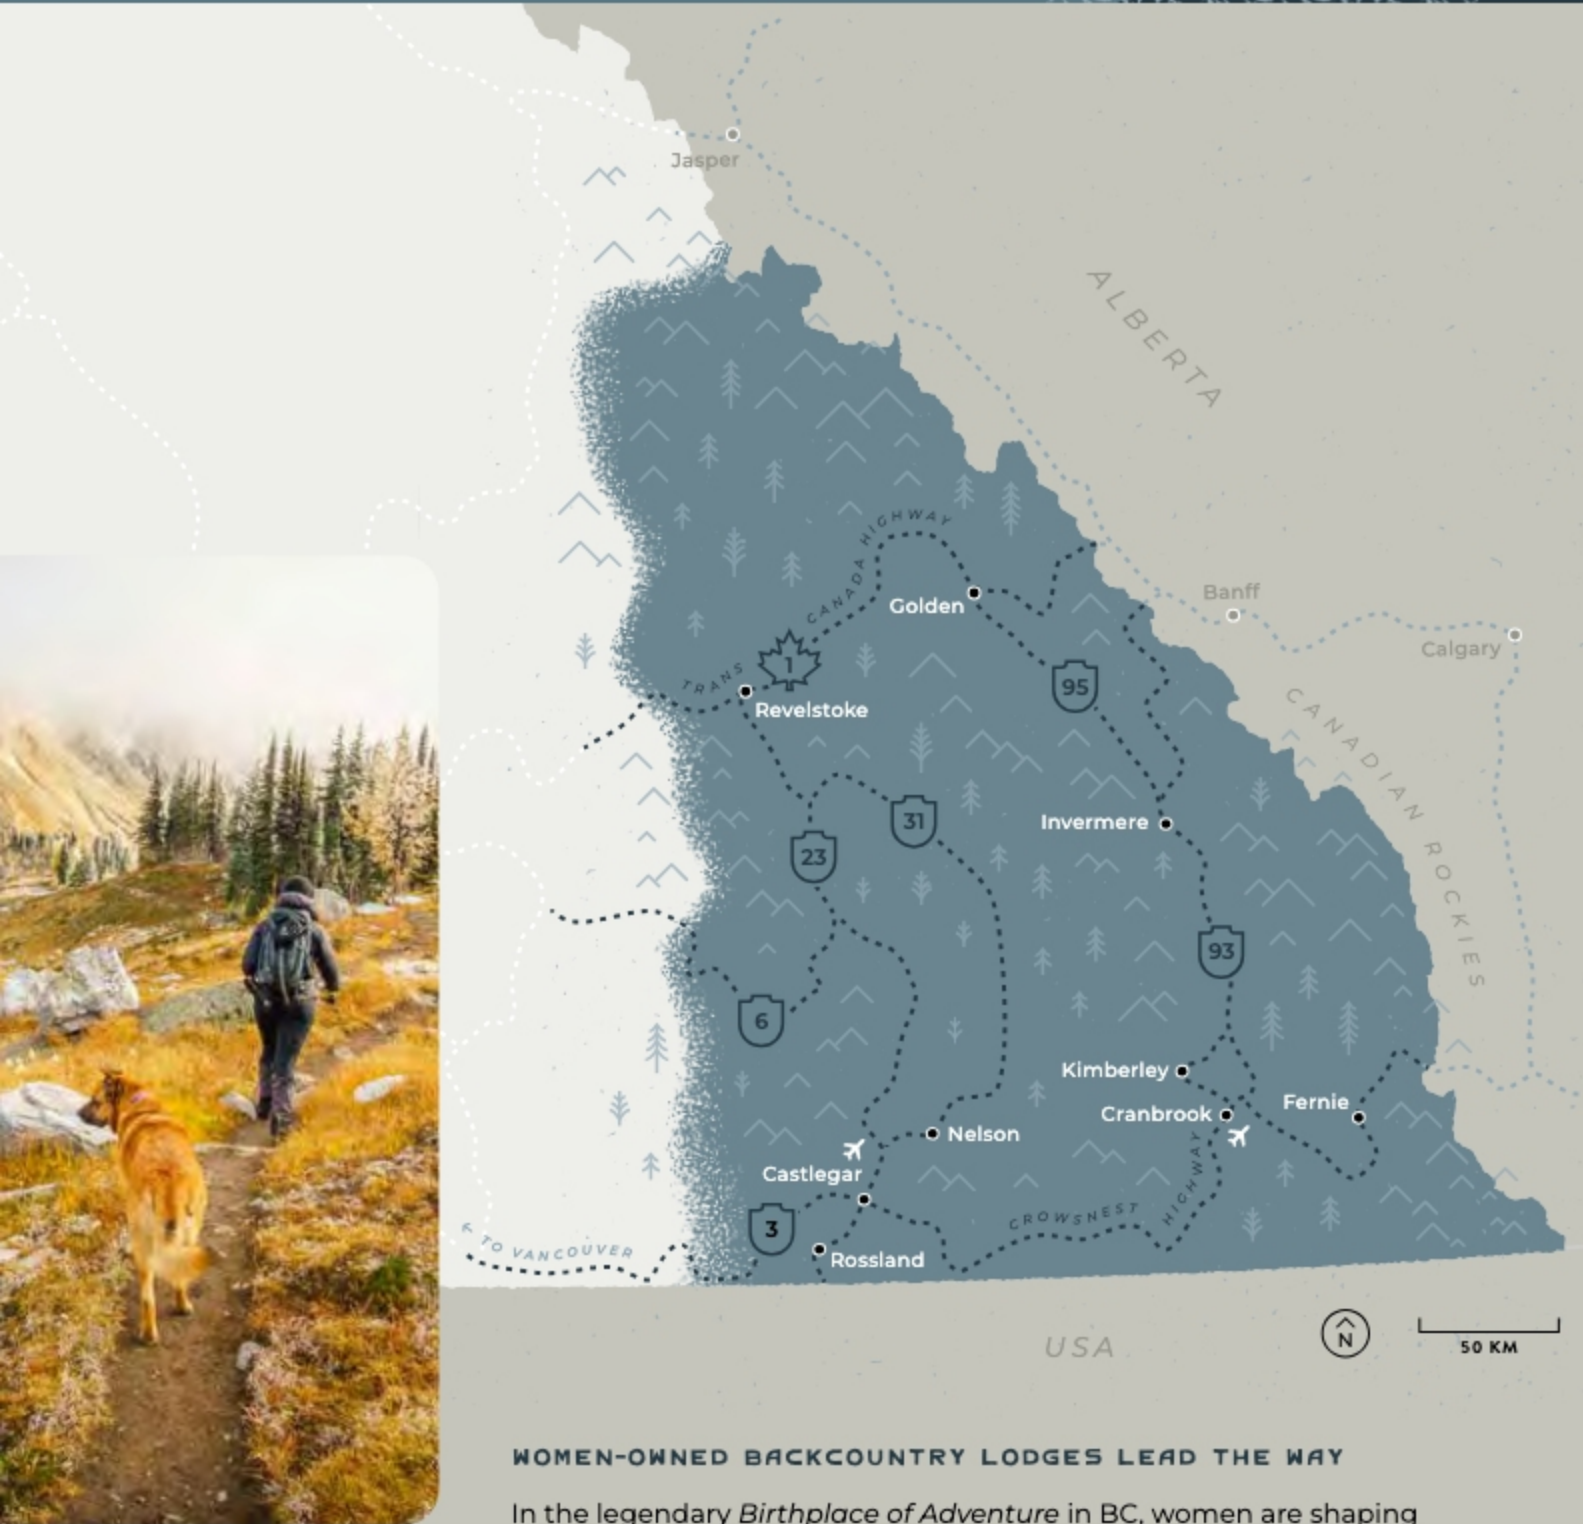 Jasper
ALBERTA
CANADA HIGHWAY
Golden
Banff
Calgary
TRANS
1
95
Revelstoke
CANADIAN ROCKIES
31
Invermere
23
93
6
Kimberley
Fernie
Cranbrook
Nelson
Castlegar
HIGHWAY
CROWSNEST
3
TO VANCOUVER
Rossland
USA
N
50 KM
WOMEN-OWNED BACKCOUNTRY LODGES LEAD THE WAY
In the legendary Birthplace of Adventure in BC, women are shaping